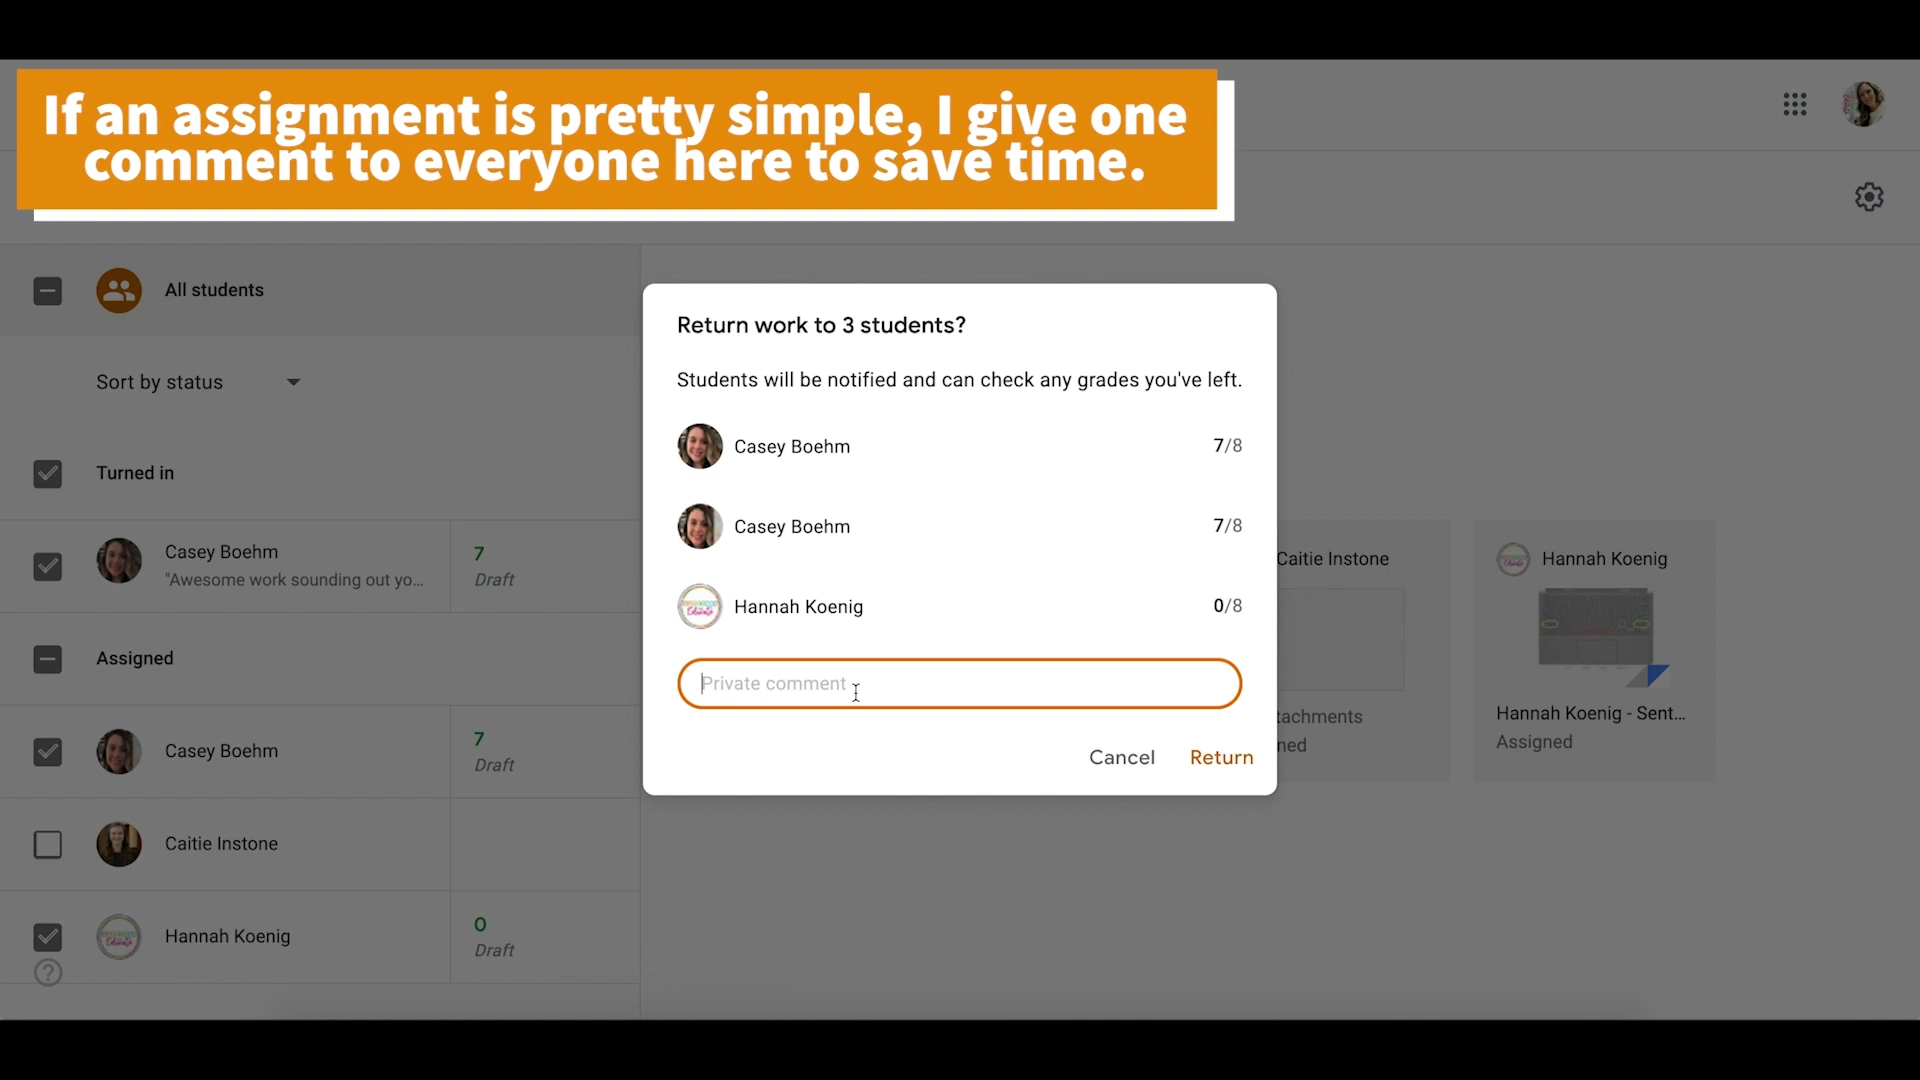 If an assignment is pretty simple, I give one
comment to everyone here to save time.
All students
Sort by status
Turned in
Casey Boehm
"Awesome work sounding out yo...
7
Draft
Assigned
Casey Boehm
7
Draft
Caitie Instone
Hannah Koenig
0
Draft
Return work to 3 students?
Students will be notified and can check any grades you've left.
Casey Boehm
7/8
Casey Boehm
7/8
Hannah Koenig
0/8
Private comment
Cancel
Return
Caitie Instone
tachments
ned
Hannah Koenig
Hannah Koenig - Sent...
Assigned